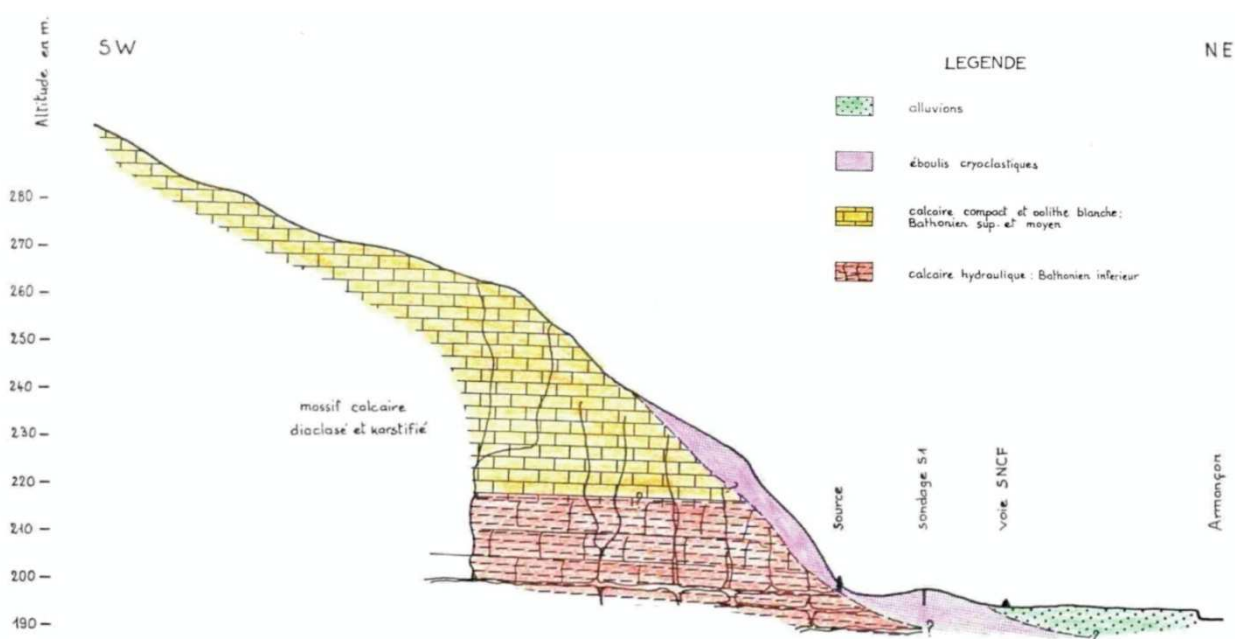 Altitude en m.
SW
NE
LEGENDE
alluvions
éboulis cryoclastiques
calcaire compact et oolithe blanche;
Bathonien sup. et moyen
calcaire hydraulique : Bathonien inferieur
280
270
260
250
240
230
220
210
200
190
massif calcaire
diaclasé et karstifié
?
Source
sondage S1
voie SNCF
Armançon
?
?